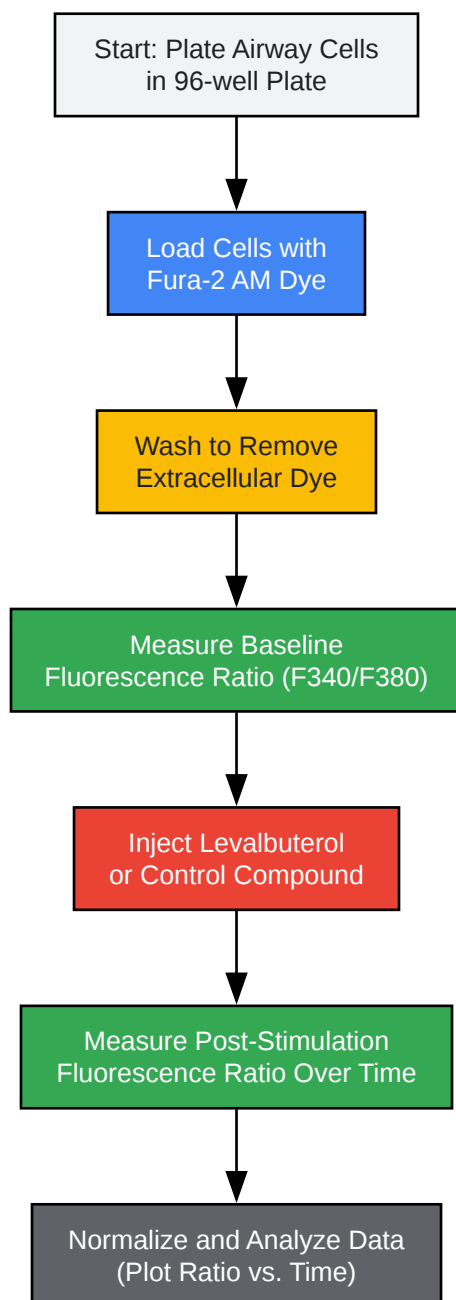 Start: Plate Airway Cells
in 96-well Plate
Load Cells with
Fura-2 AM Dye
Wash to Remove
Extracellular Dye
Measure Baseline
Fluorescence Ratio (F340/F380)
Inject Levalbuterol
or Control Compound
Measure Post-Stimulation
Fluorescence Ratio Over Time
Normalize and Analyze Data
(Plot Ratio vs. Time)